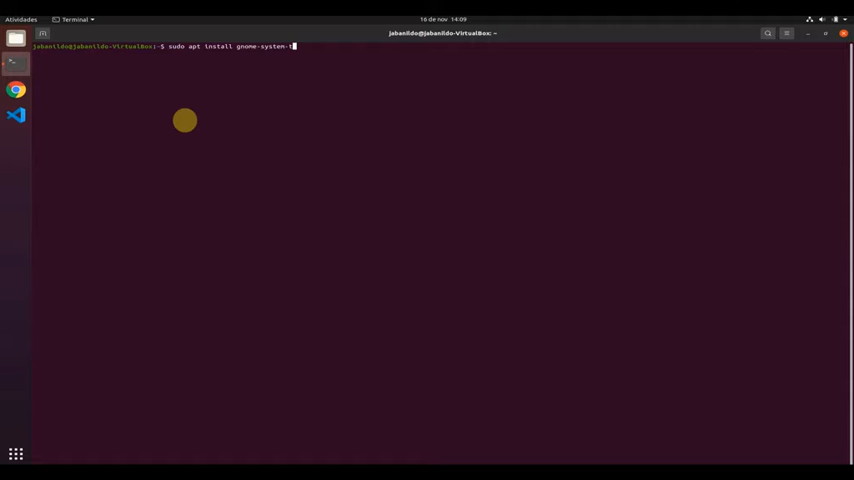 Atividades
Terminal
16 de nov 14:09
jabanildo@jabanildo-VirtualBox: ~
jabanildo@jabanildo-VirtualBox:~$ sudo apt install gnome-system-t